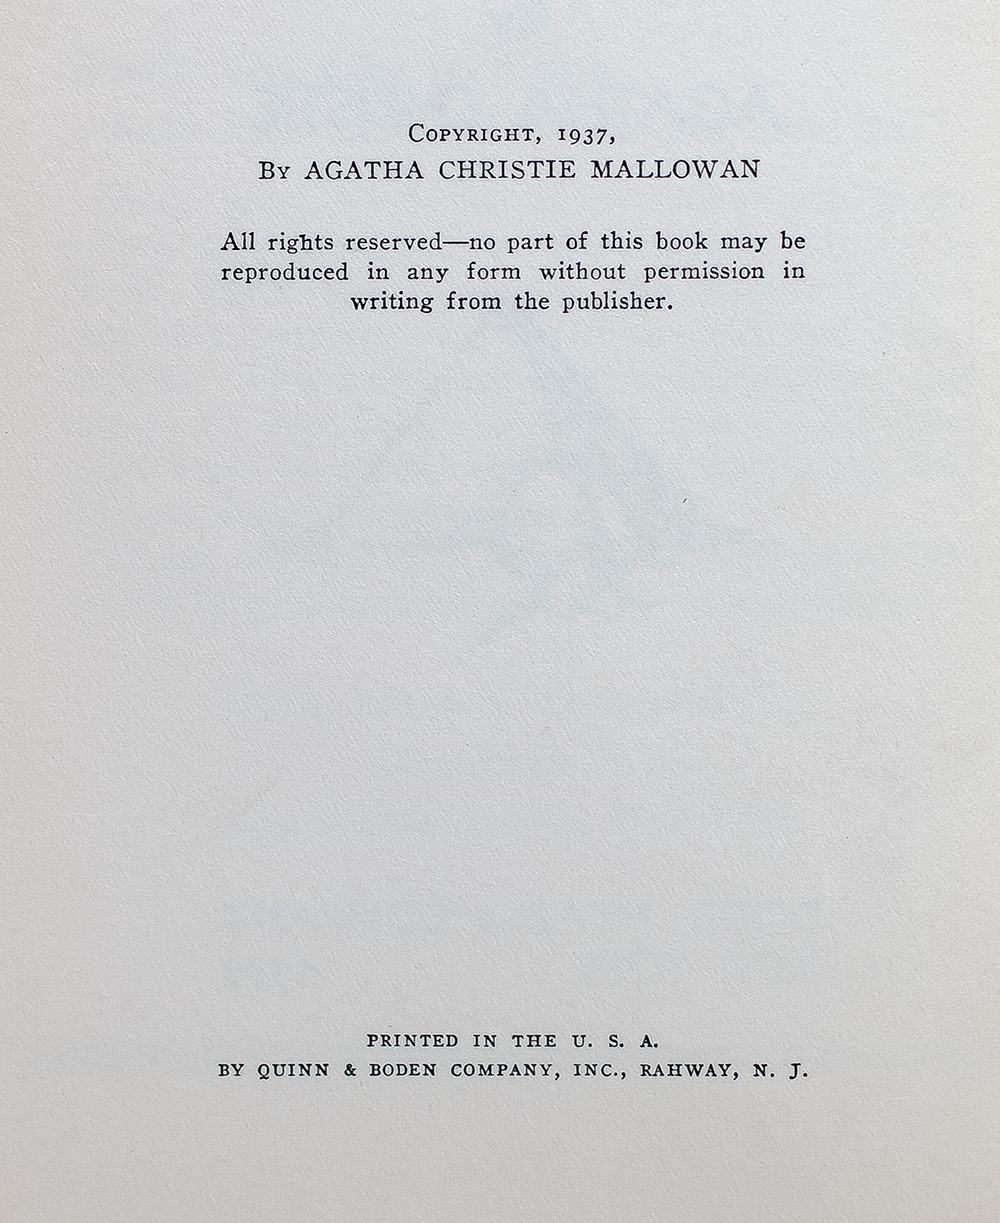 Copyright, 1937,
By AGATHA CHRISTIE MALLOWAN
All rights reserved—no part of this book may be
reproduced in any form without permission in
writing from the publisher.
PRINTED IN THE U. S. A.
BY QUINN & BODEN COMPANY, INC., RAHWAY, N. J.